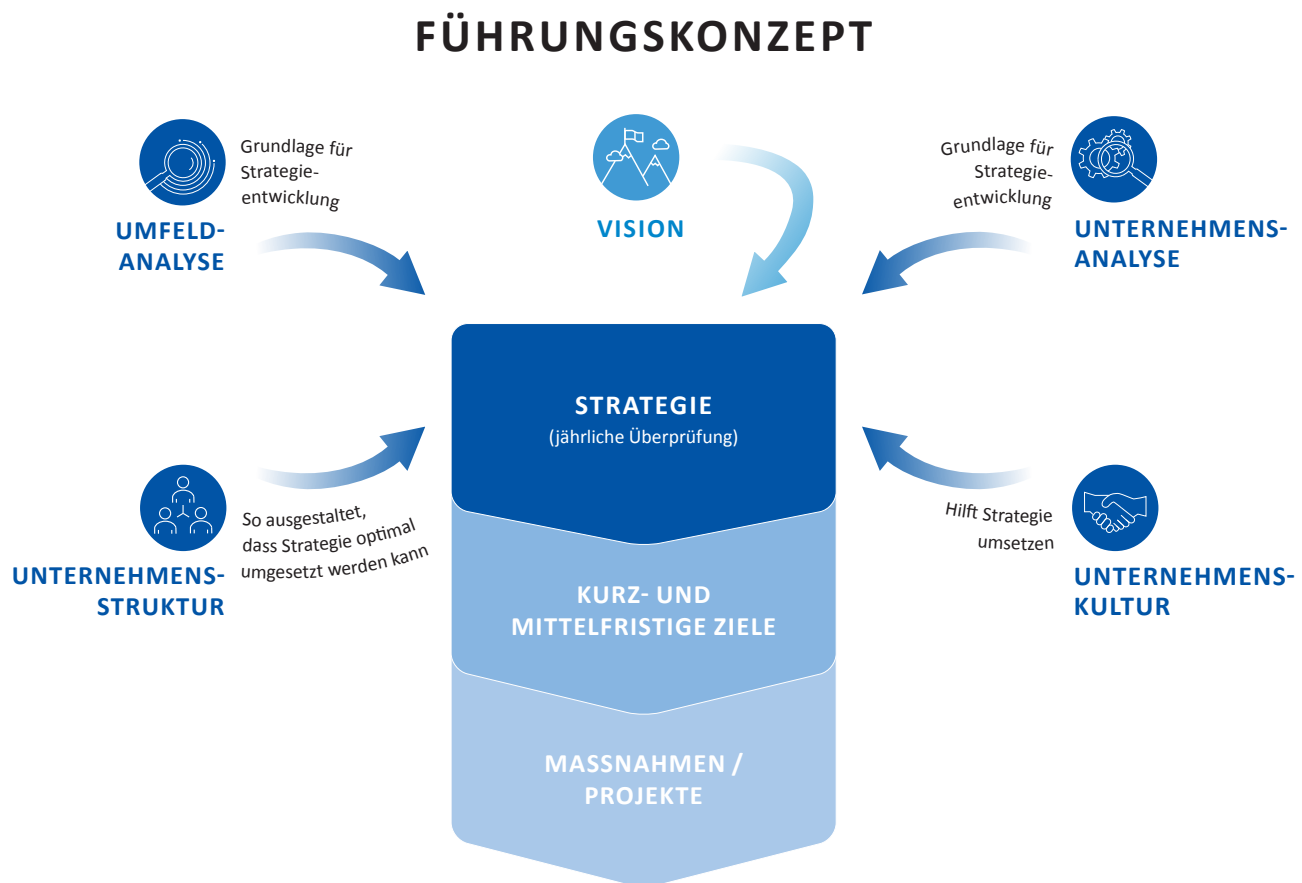 FÜHRUNGSKONZEPT
Grundlage für
Strategie-
entwicklung
UMFELD-
ANALYSE
VISION
Grundlage für
Strategie-
entwicklung
UNTERNEHMENS-
ANALYSE
STRATEGIE
(jährliche Überprüfung)
So ausgestaltet,
dass Strategie optimal
umgesetzt werden kann
UNTERNEHMENS-
STRUKTUR
Hilft Strategie
umsetzen
UNTERNEHMENS-
KULTUR
KURZ- UND
MITTELFRISTIGE ZIELE
MASSNAHMEN /
PROJEKTE